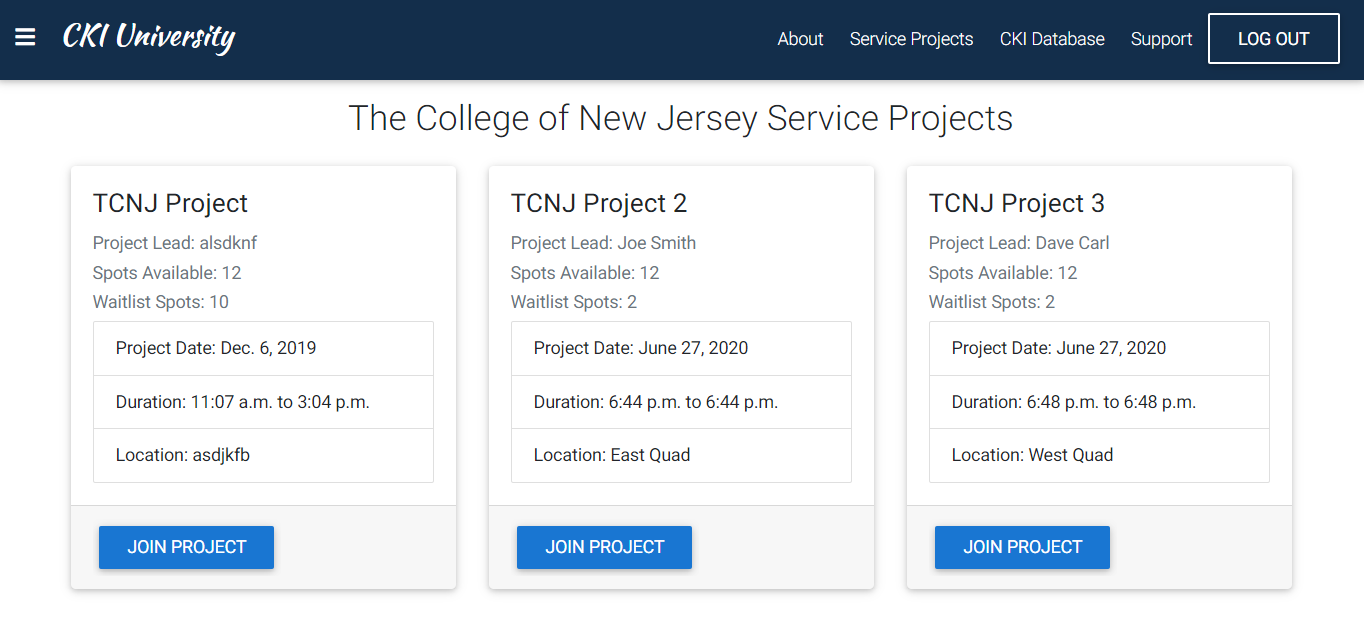 CKI University
About
Service Projects
CKI Database
Support
LOG OUT
The College of New Jersey Service Projects
TCNJ Project
Project Lead: alsdknf
Spots Available: 12
Waitlist Spots: 10
Project Date: Dec. 6, 2019
Duration: 11:07 a.m. to 3:04 p.m.
Location: asdjkfb
JOIN PROJECT
TCNJ Project 2
Project Lead: Joe Smith
Spots Available: 12
Waitlist Spots: 2
Project Date: June 27, 2020
Duration: 6:44 p.m. to 6:44 p.m.
Location: East Quad
JOIN PROJECT
TCNJ Project 3
Project Lead: Dave Carl
Spots Available: 12
Waitlist Spots: 2
Project Date: June 27, 2020
Duration: 6:48 p.m. to 6:48 p.m.
Location: West Quad
JOIN PROJECT